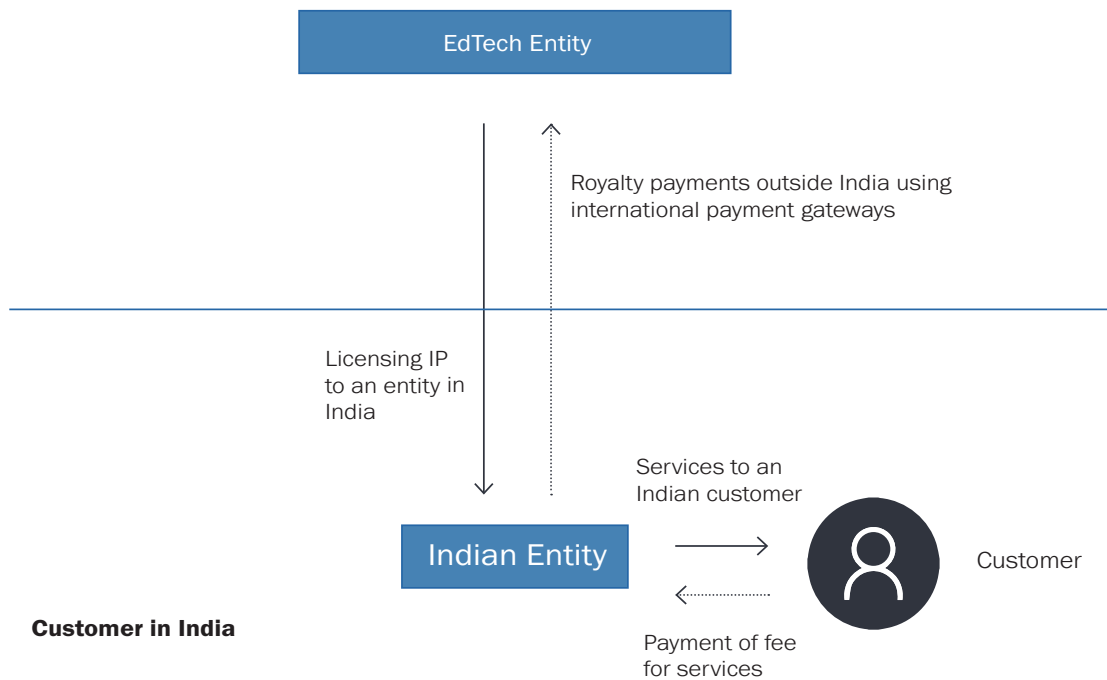 EdTech Entity
Royalty payments outside India using
international payment gateways
Licensing IP
to an entity in
India
Services to an
Indian customer
Indian Entity
Customer
Customer in India
Payment of fee
for services